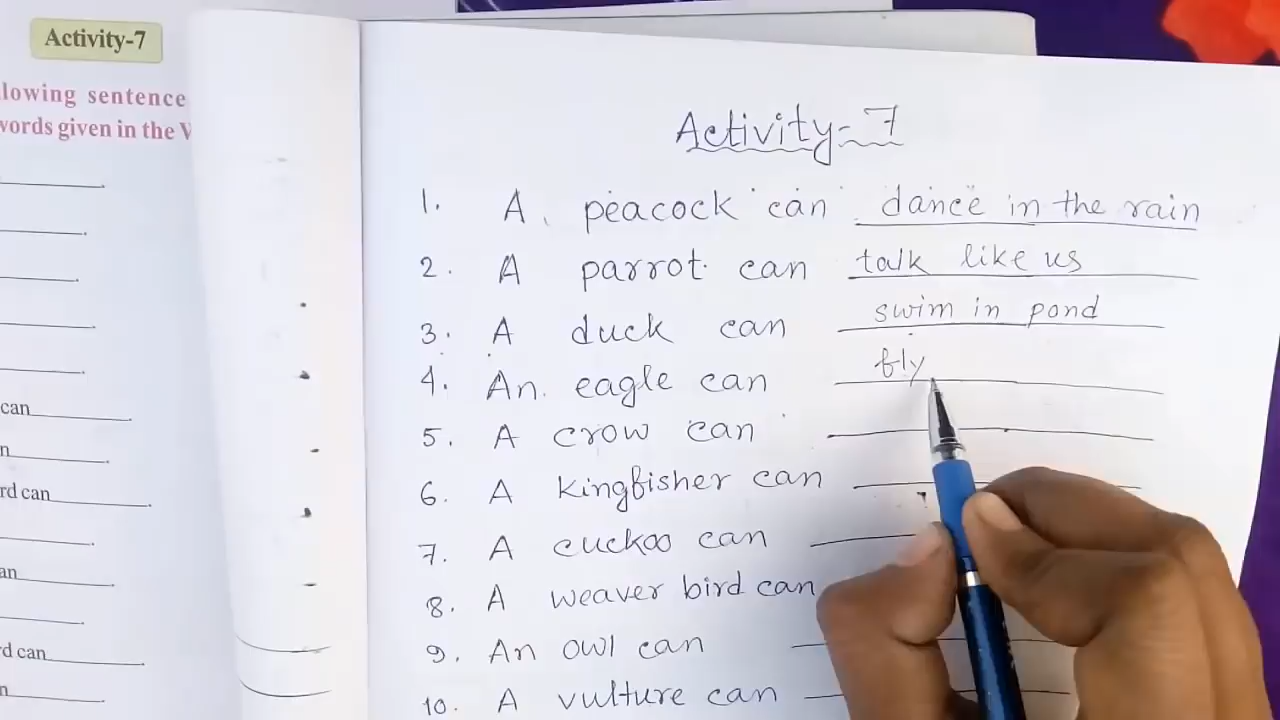 Activity-7
lowing sentence
words given in the V
can
n
rd can
an
d can
n
Activity-7
1. A peacock can dance in the rain
2. A parrot can talk like us
3. A duck can swim in pond
4. An eagle can fly
5. A crow can
6. A kingfisher can
7. A cuckoo can
8. A weaver bird can
9. An owl can
10. A vulture can